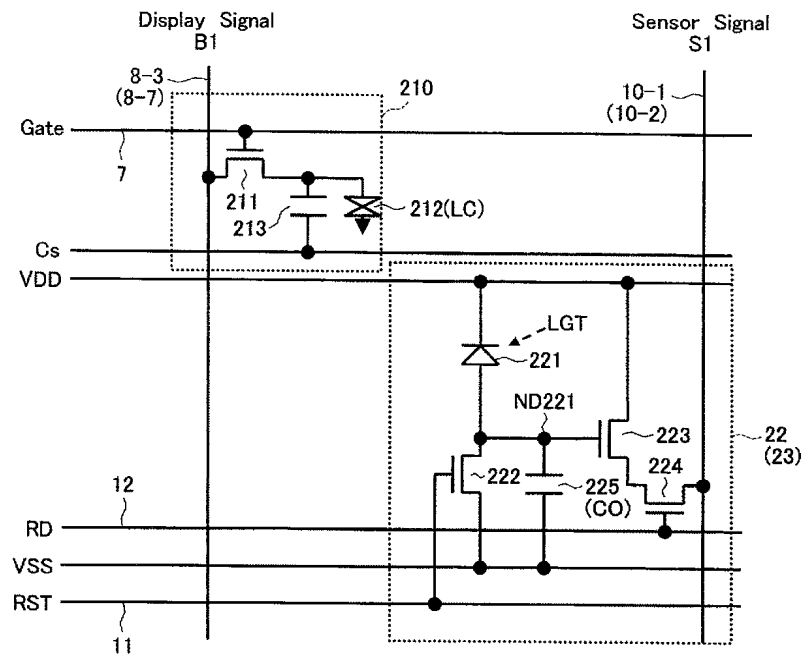 Display Signal
B1
Sensor Signal
S1
8-3
(8-7)
210
10-1
(10-2)
Gate
7
211
213
212(LC)
Cs
VDD
LGT
221
ND221
223
22
(23)
222
225
(CO)
224
12
RD
VSS
RST
11